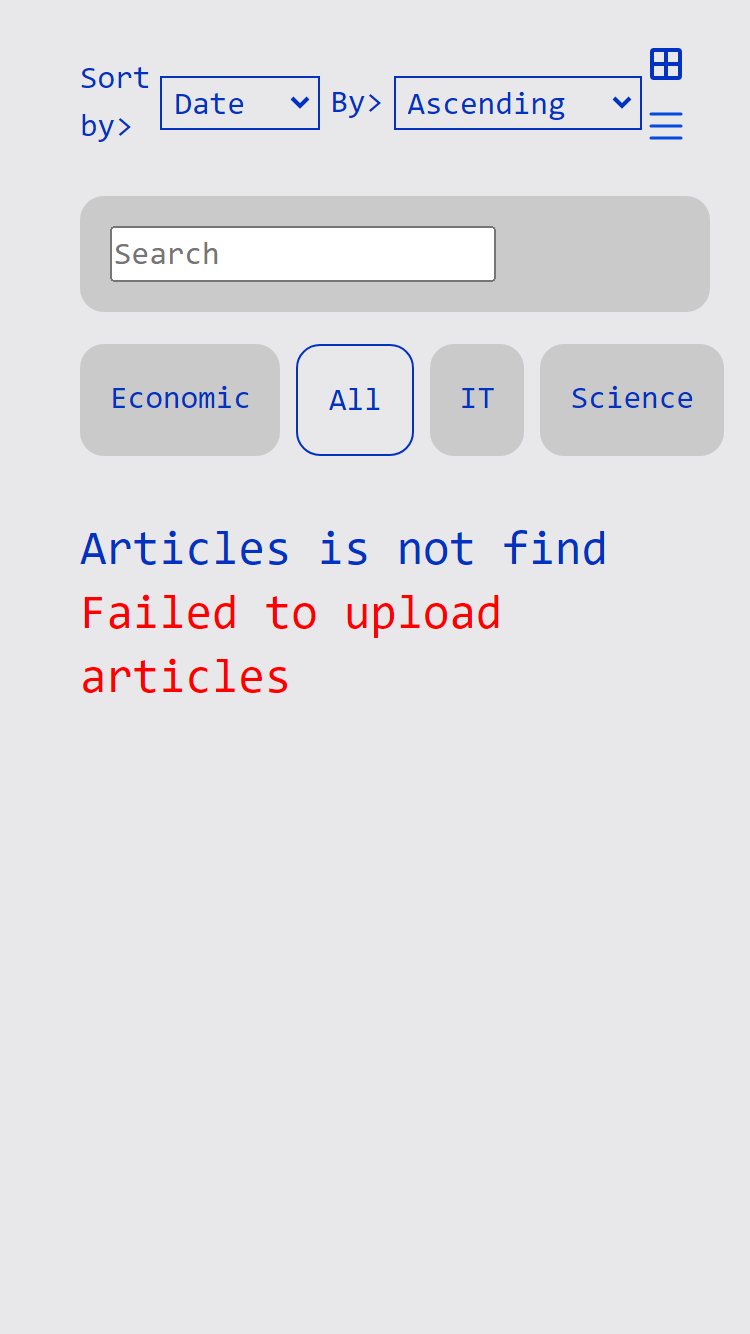 Sort
by>
Date
By>
Ascending
Search
Economic
All
IT
Science
Articles is not find
Failed to upload
articles